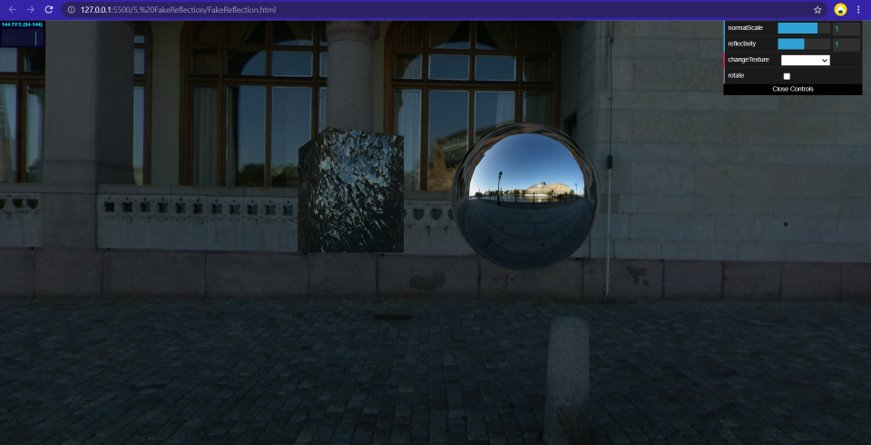 127.0.0.1:5500/5.%20FakeReflection/FakeReflection.html
144 FPS (84-144)
normalScale 1
reflectivity 1
changeTexture
rotate
Close Controls